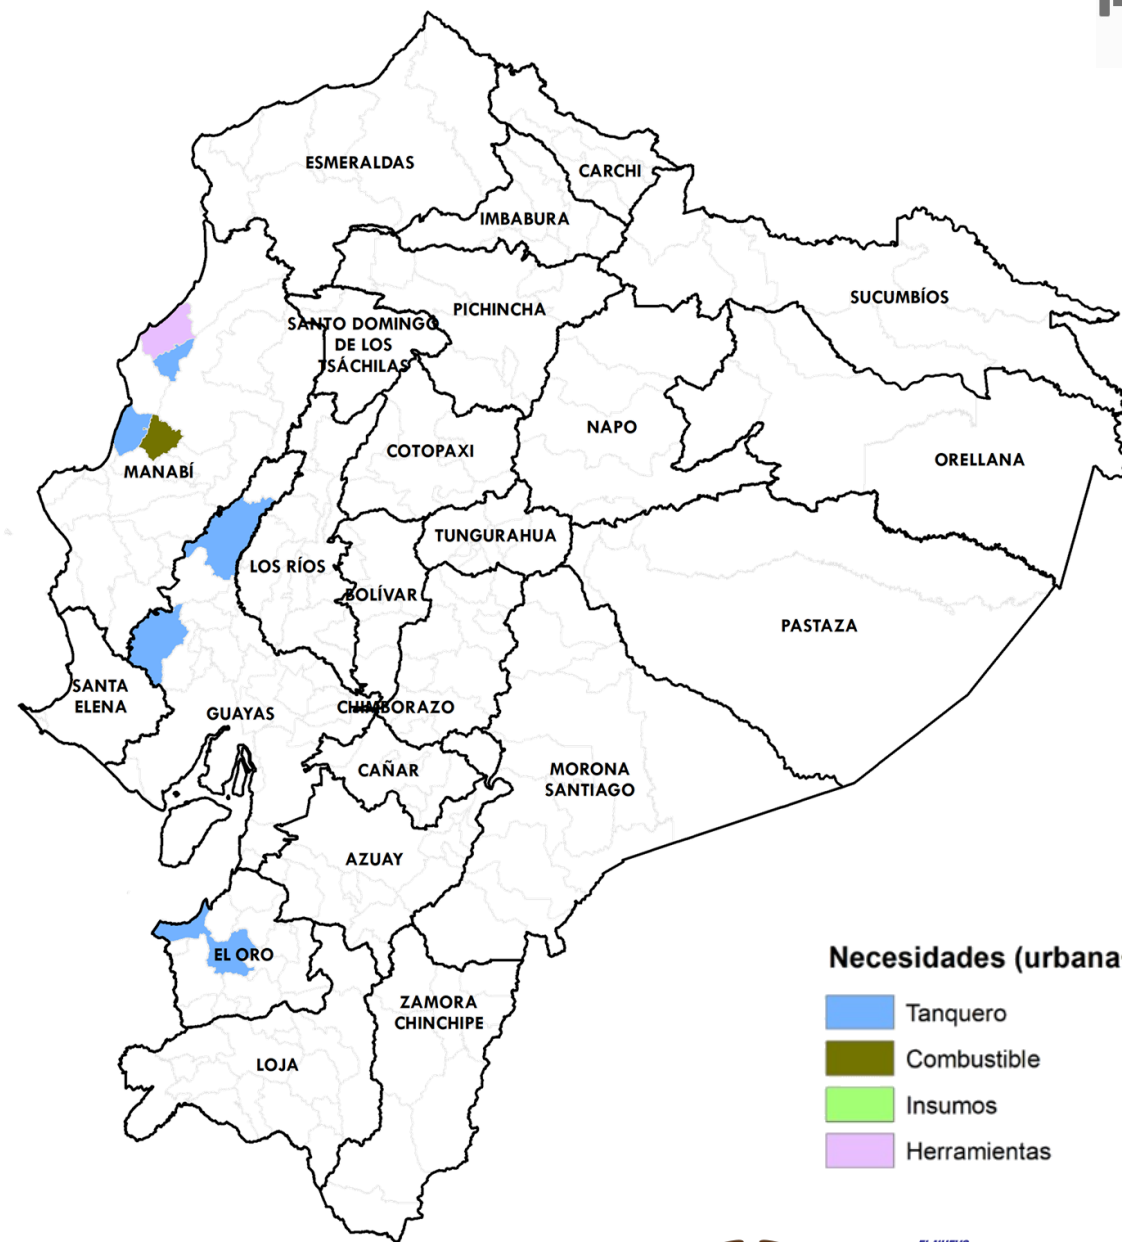 ESMERALDAS
CARCHI
IMBABURA
SUCUMBÍOS
PICHINCHA
SANTO DOMINGO
DE LOS
TSÁCHILAS
NAPO
COTOPAXI
ORELLANA
MANABÍ
TUNGURAHUA
LOS RÍOS
BOLÍVAR
PASTAZA
SANTA
ELENA
GUAYAS
CHIMBORAZO
CAÑAR
MORONA
SANTIAGO
AZUAY
EL ORO
ZAMORA
CHINCHIPE
LOJA
Necesidades (urbana
Tanquero
Combustible
Insumos
Herramientas